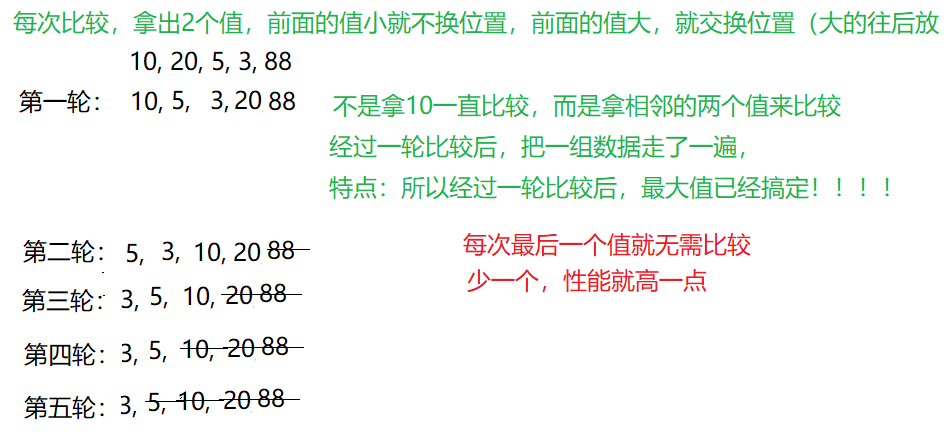 每次比较，拿出2个值，前面的值小就不换位置，前面的值大，就交换位置（大的往后放
10, 20, 5, 3, 88
第一轮： 10, 5, 3, 20 88
不是拿10一直比较，而是拿相邻的两个值来比较
经过一轮比较后，把一组数据走了一遍，
特点：所以经过一轮比较后，最大值已经搞定！！！！
第二轮： 5, 3, 10, 20 88
每次最后一个值就无需比较
少一个，性能就高一点
第三轮： 3, 5, 10, 20 88
第四轮： 3, 5, 10, 20 88
第五轮： 3, 5, 10, 20 88